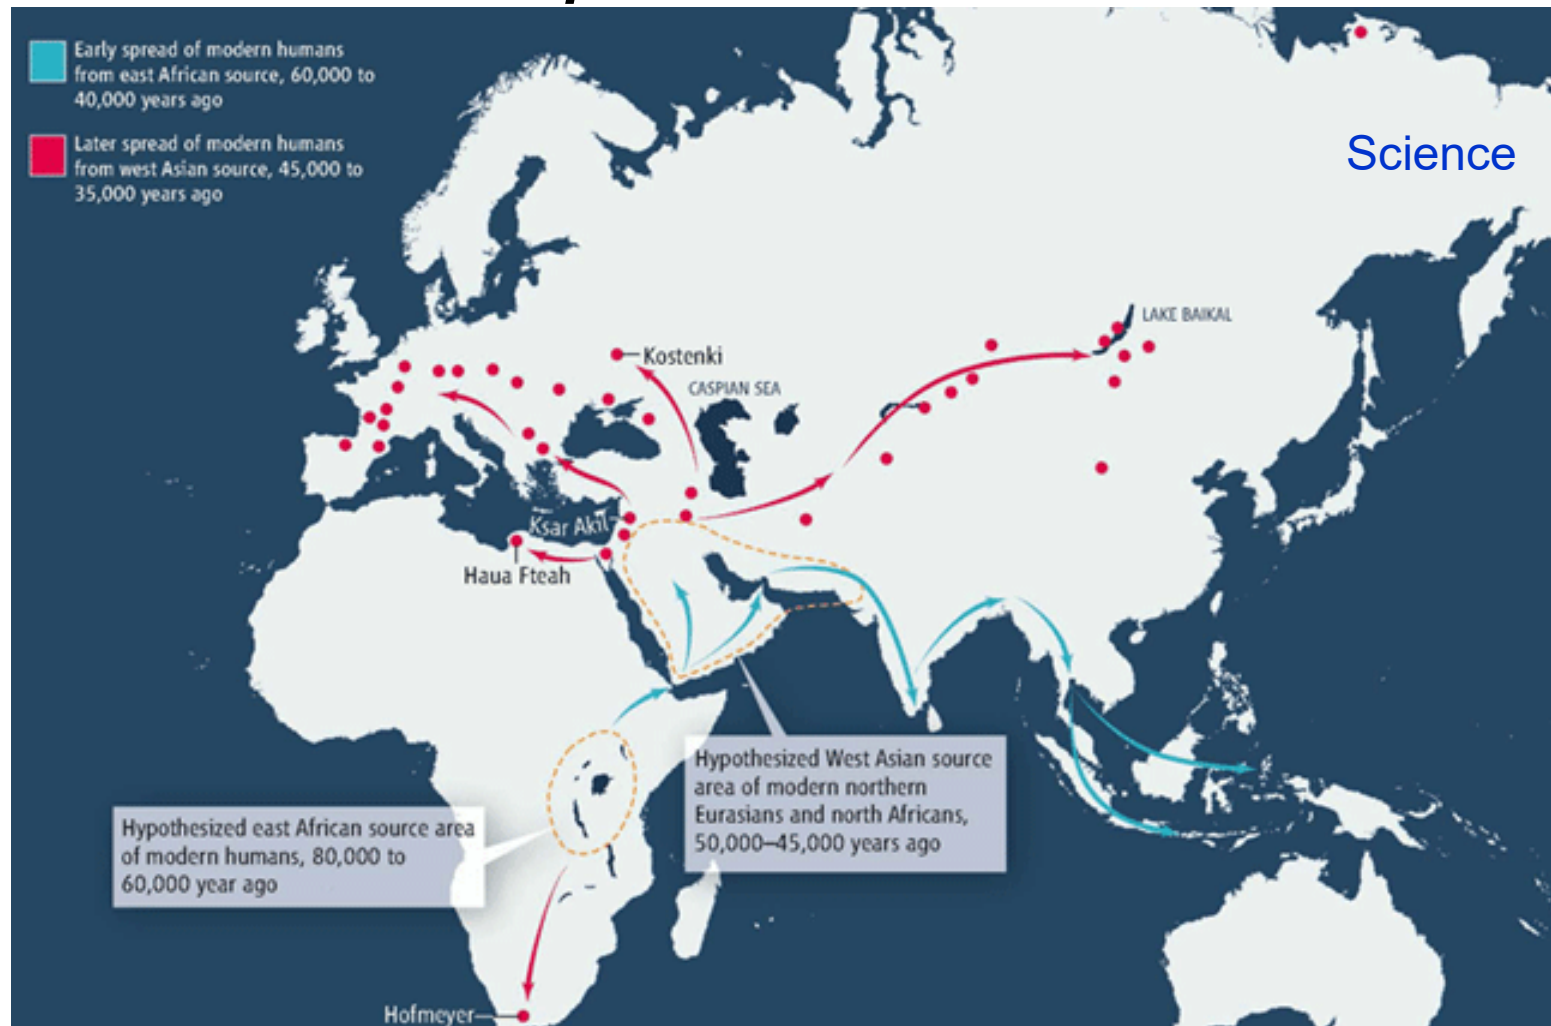 Early spread of modern humans
from east African source, 60,000 to
40,000 years ago
Later spread of modern humans
from west Asian source, 45,000 to
35,000 years ago
Science
LAKE BAIKAL
Kostenki
CASPIAN SEA
Ksar Akil
Haua Fteah
Hypothesized West Asian source
area of modern northern
Eurasians and north Africans,
50,000–45,000 years ago
Hypothesized east African source area
of modern humans, 80,000 to
60,000 year ago
Hofmeyer